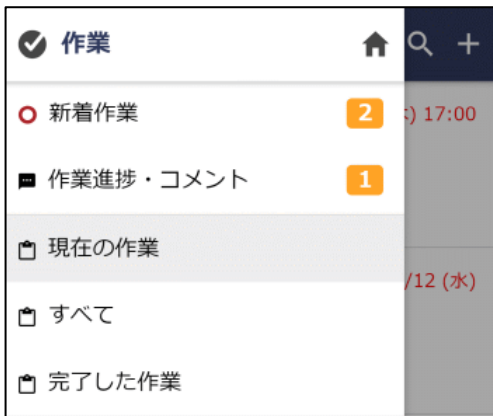 作業
新着作業 2
) 17:00
作業進捗・コメント 1
現在の作業
/12 (水)
すべて
完了した作業